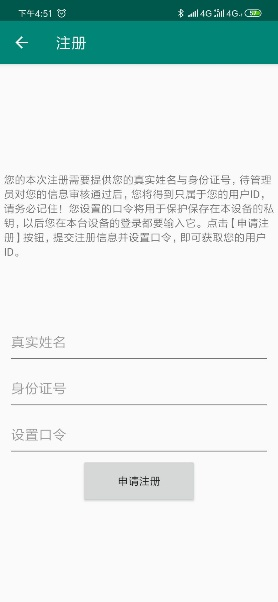 下午4:51
4G 4G 59
注册
您的本次注册需要提供您的真实姓名与身份证号，待管理
员对您的信息审核通过后，您将得到只属于您的用户ID，
请务必记住！您设置的口令将用于保护保存在本设备的私
钥，以后您在本台设备的登录都要输入它。点击【申请注
册】按钮，提交注册信息并设置口令，即可获取您的用户
ID。
真实姓名
身份证号
设置口令
申请注册